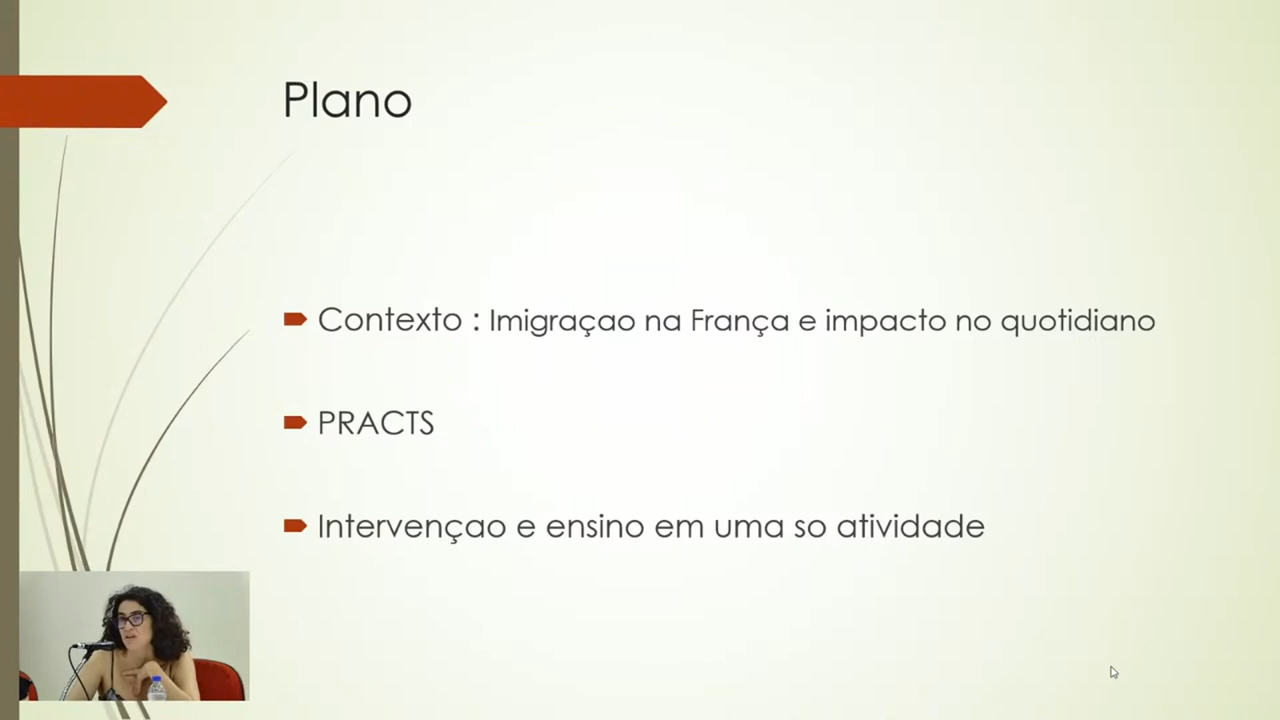 Plano
Contexto : Imigraçao na França e impacto no quotidiano
PRACTS
Intervençao e ensino em uma so atividade